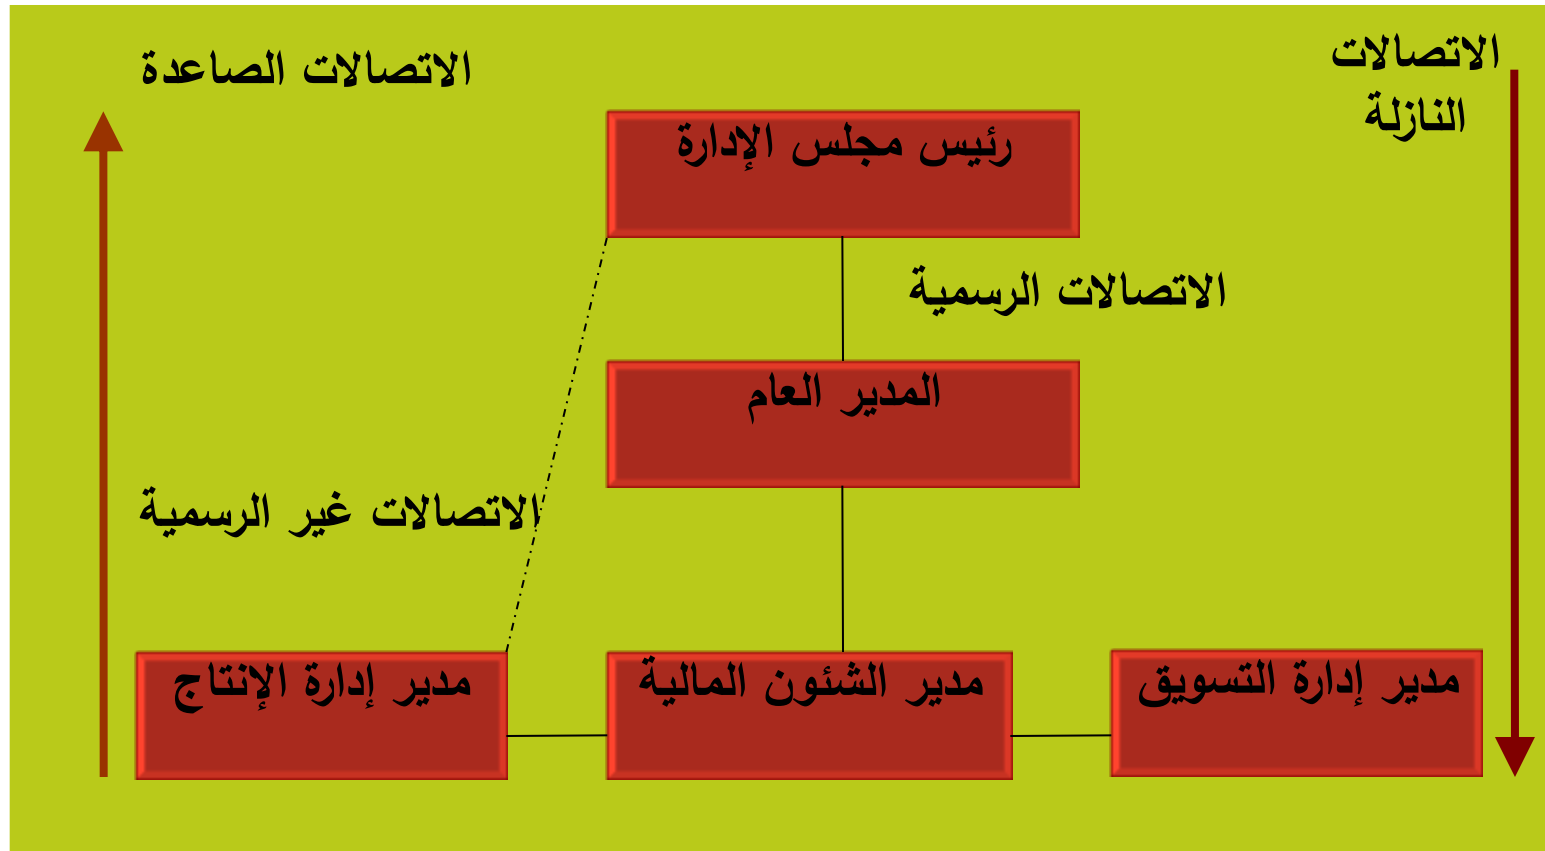 الاتصالات
النازلة
الاتصالات الصاعدة
رئيس مجلس الإدارة
الاتصالات الرسمية
المدير العام
الاتصالات غير الرسمية
مدير إدارة التسويق
مدير الشئون المالية
مدير إدارة الإنتاج